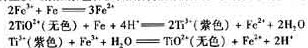 2Fe³⁺ + Fe ═══ 3Fe²⁺
2TiO²⁺(无色) + Fe + 4H⁺ ═══ 2Ti³⁺(紫色) + Fe²⁺ + 2H₂O
Ti³⁺(紫色) + Fe³⁺ + H₂O ═══ TiO²⁺(无色) + Fe²⁺ + 2H⁺